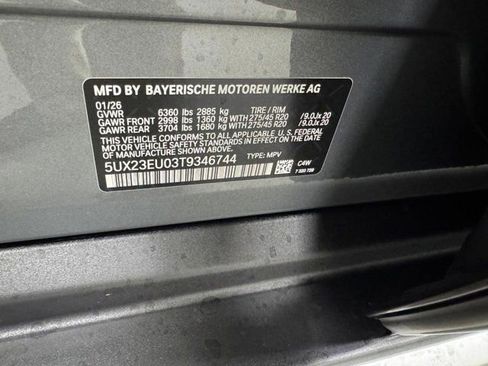 MFD BY BAYERISCHE MOTOREN WERKE AG
01/26
GVWR 6360 lbs 2885 kg TIRE / RIM
GAWR FRONT 2998 lbs 1360 kg WITH 275/45 R20 /9.0Jx 20
GAWR REAR 3704 lbs 1680 kg WITH 275/45 R20 /9.0Jx 20
THIS VEHICLE CONFORMS TO ALL APPLICABLE
U.S. FEDERAL MOTOR VEHICLE SAFETY STANDARDS IN
EFFECT ON THE DATE OF MANUFACTURE SHOWN ABOVE.
5UX23EU03T9346744 TYPE: MPV C4W